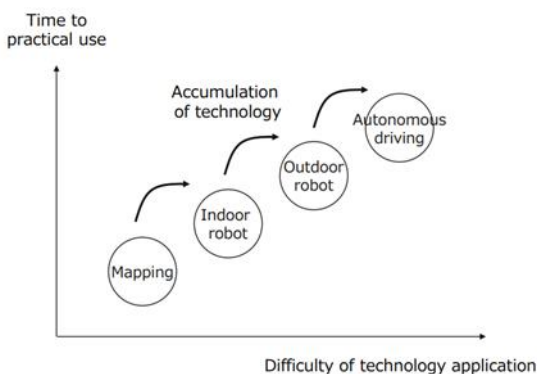 Time to
practical use
Accumulation
of technology
Autonomous
driving
Outdoor
robot
Indoor
robot
Mapping
Difficulty of technology application